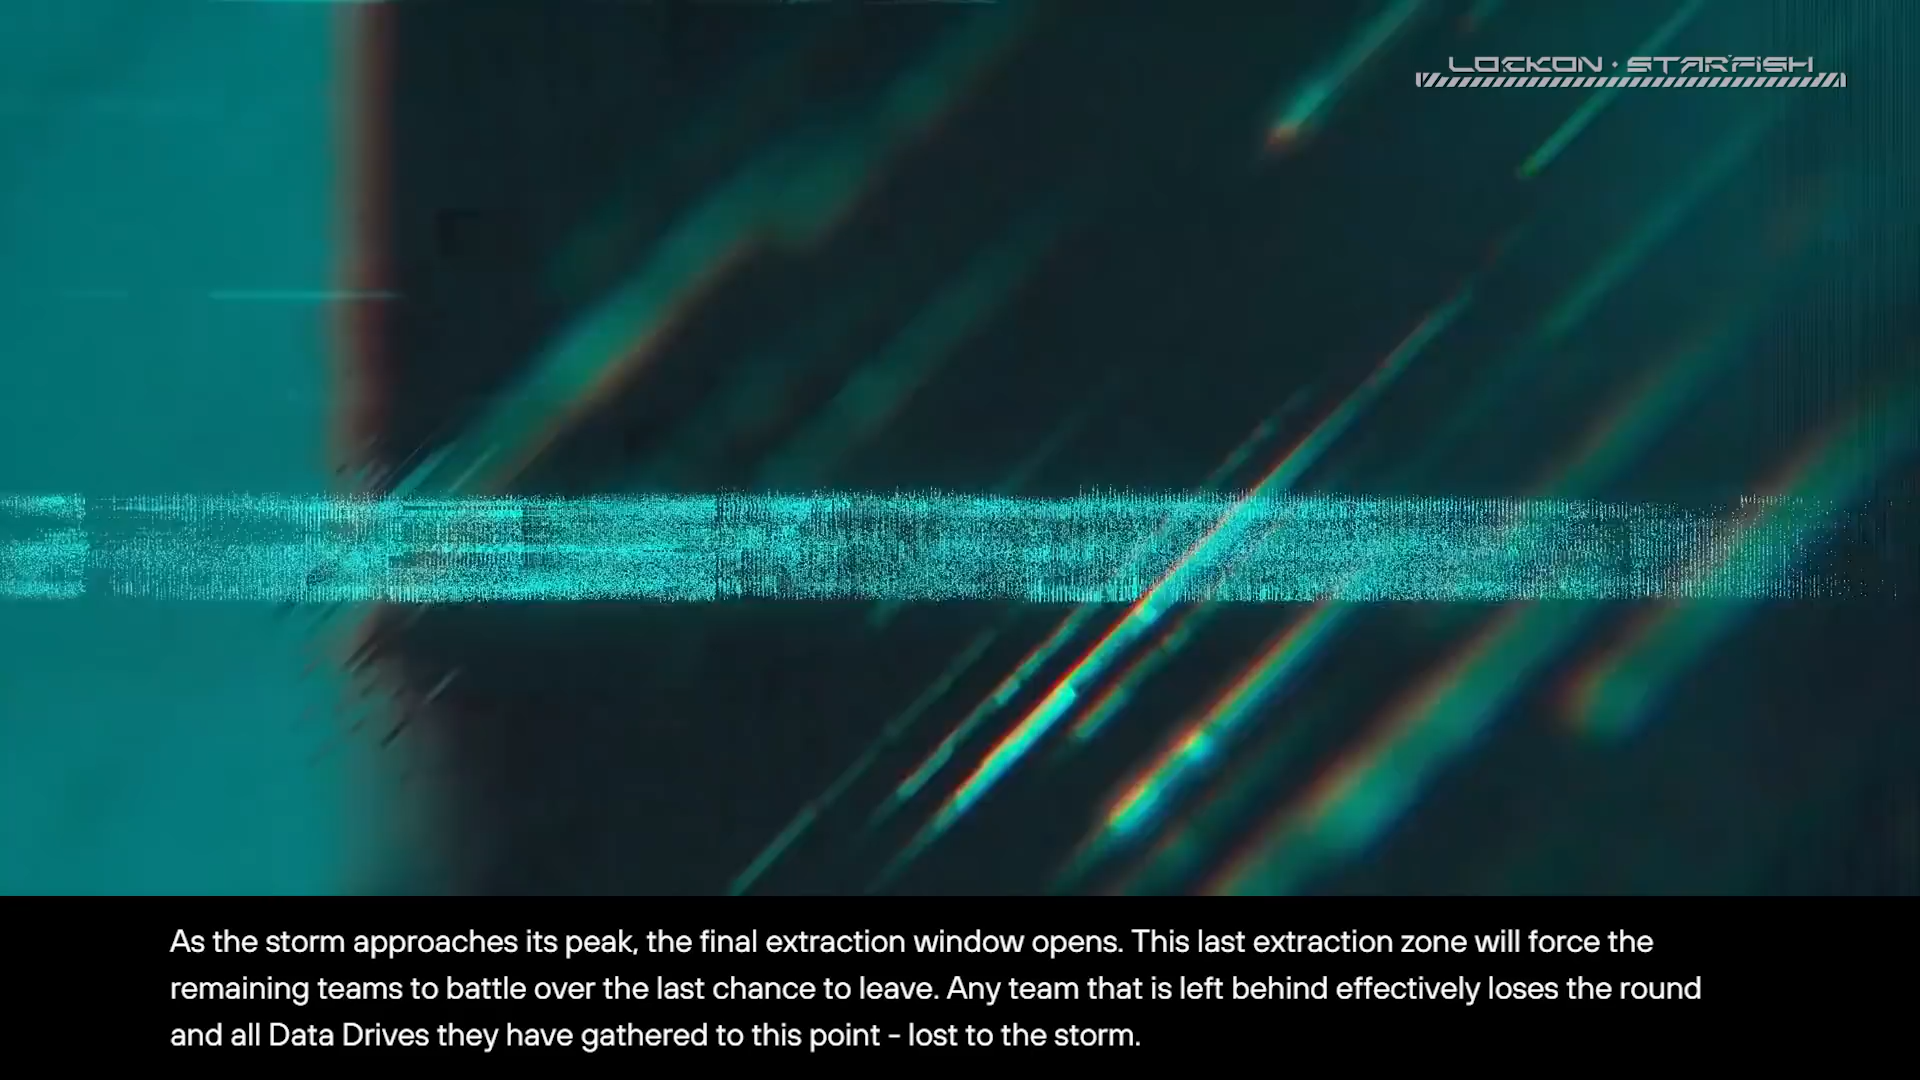 LOCKON · STARFISH
As the storm approaches its peak, the final extraction window opens. This last extraction zone will force the
remaining teams to battle over the last chance to leave. Any team that is left behind effectively loses the round
and all Data Drives they have gathered to this point - lost to the storm.